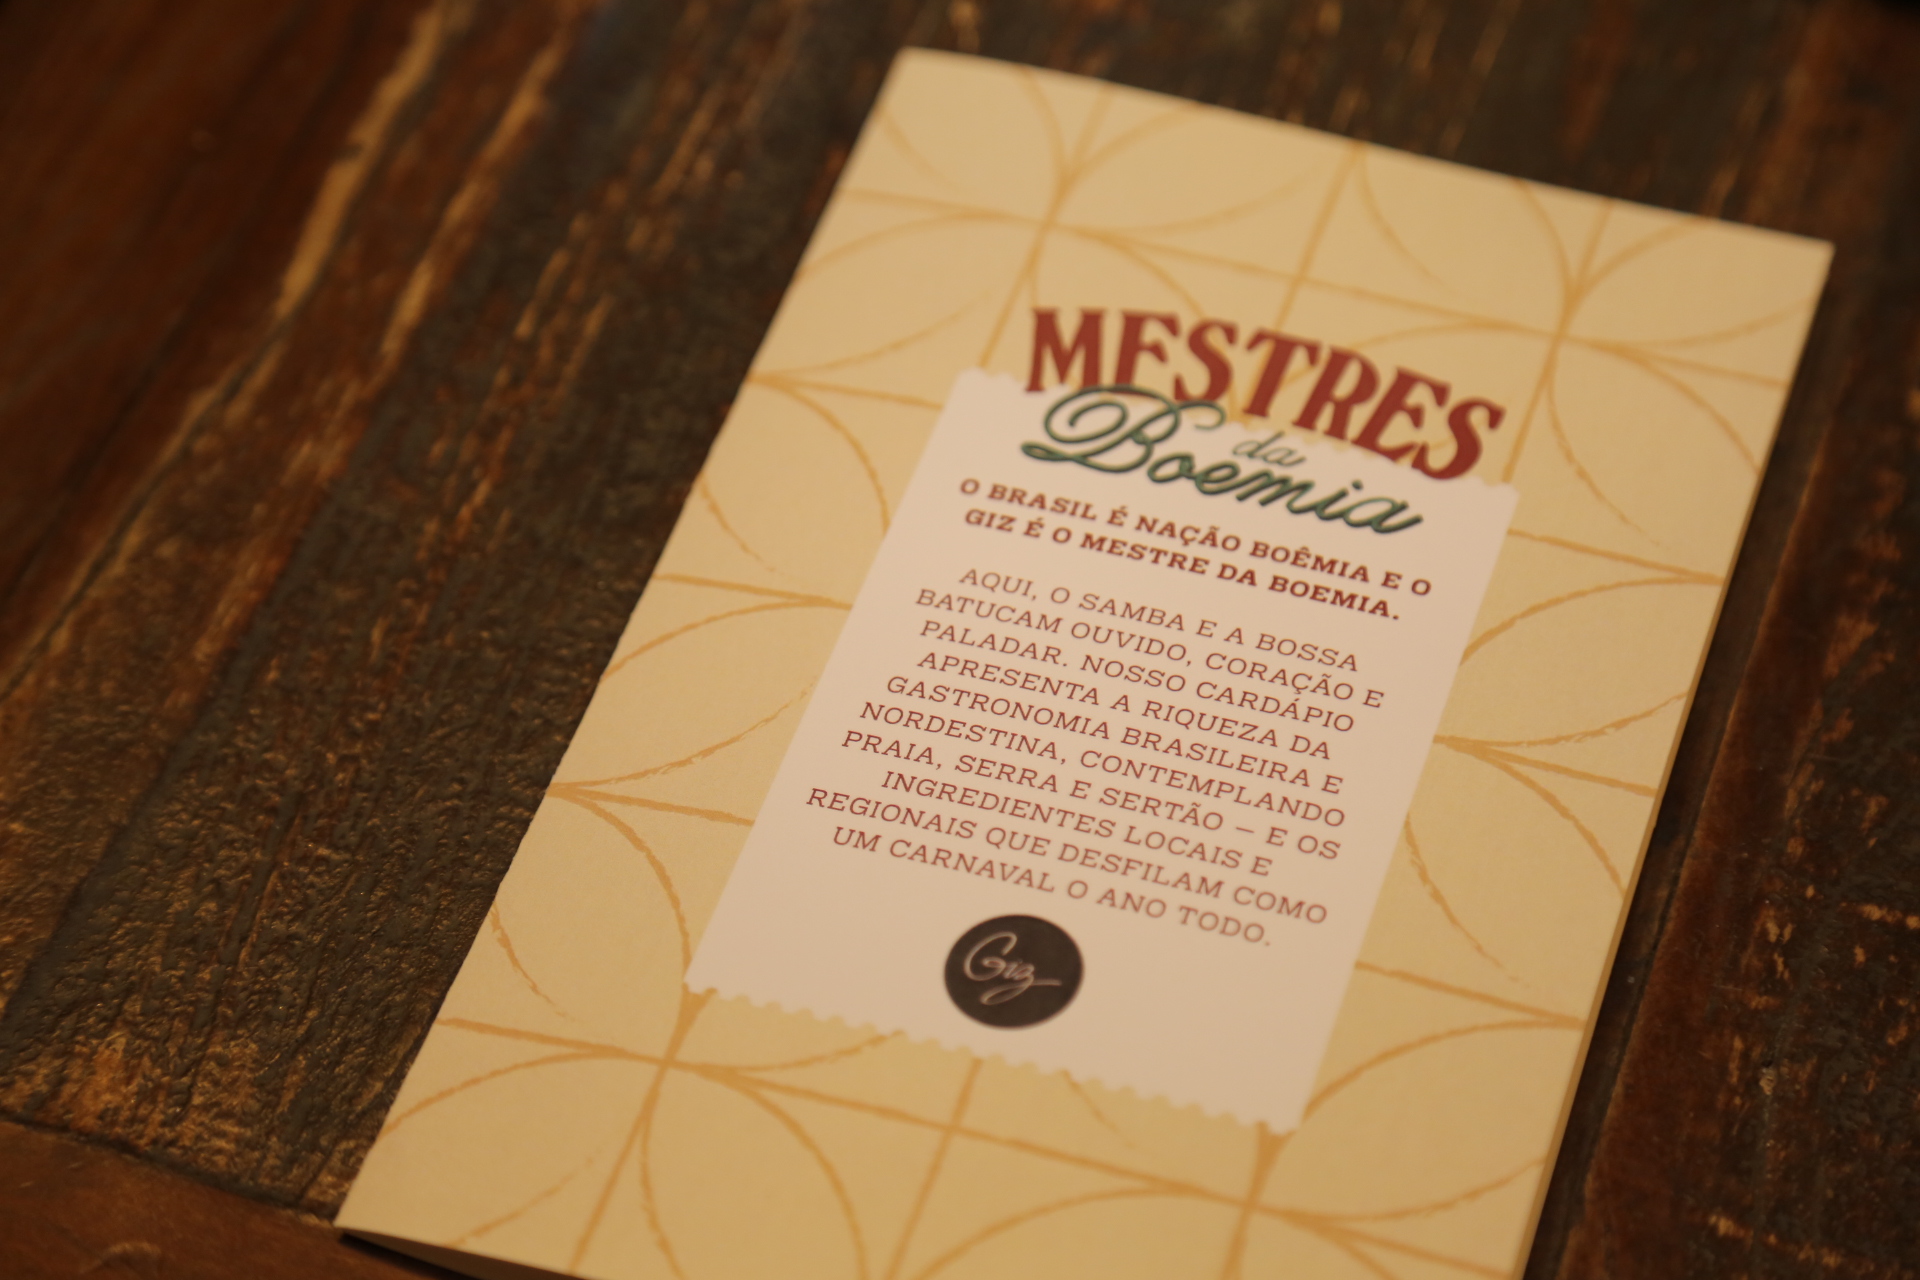 MESTRES
da
Boemia
O BRASIL É NAÇÃO BOÊMIA E O
GIZ É O MESTRE DA BOEMIA.
AQUI, O SAMBA E A BOSSA
BATUCAM OUVIDO, CORAÇÃO E
PALADAR. NOSSO CARDÁPIO
APRESENTA A RIQUEZA DA
GASTRONOMIA BRASILEIRA E
NORDESTINA, CONTEMPLANDO
PRAIA, SERRA E SERTÃO – E OS
INGREDIENTES LOCAIS E
REGIONAIS QUE DESFILAM COMO
UM CARNAVAL O ANO TODO.
Giz